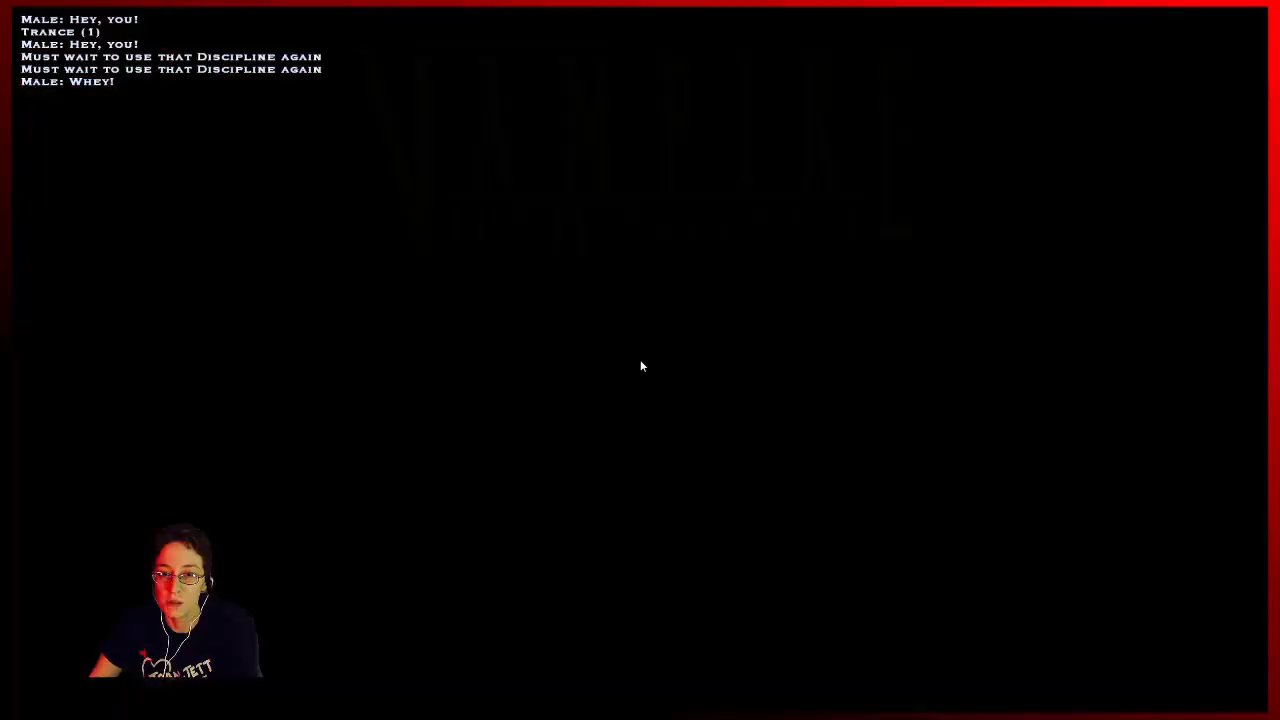 Male: Hey, you!
Trance (1)
Male: Hey, you!
Must wait to use that Discipline again
Must wait to use that Discipline again
Male: Whey!